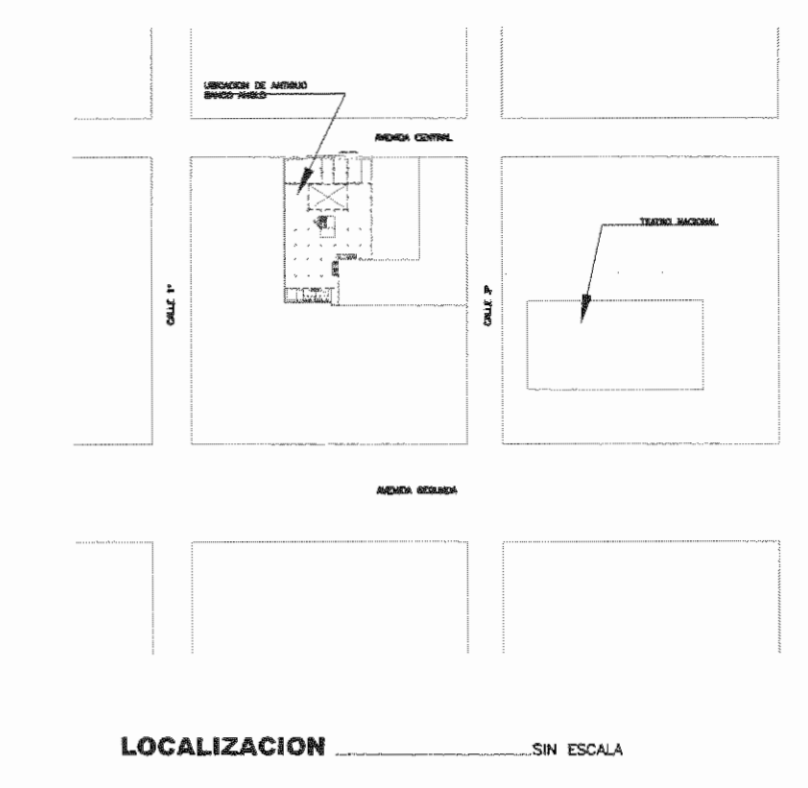 UBICACION DE ANTIGUO
BANCO ANGLO
AVENIDA CENTRAL
TEATRO NACIONAL
CALLE 1ª
CALLE 3ª
AVENIDA SEGUNDA
LOCALIZACION SIN ESCALA